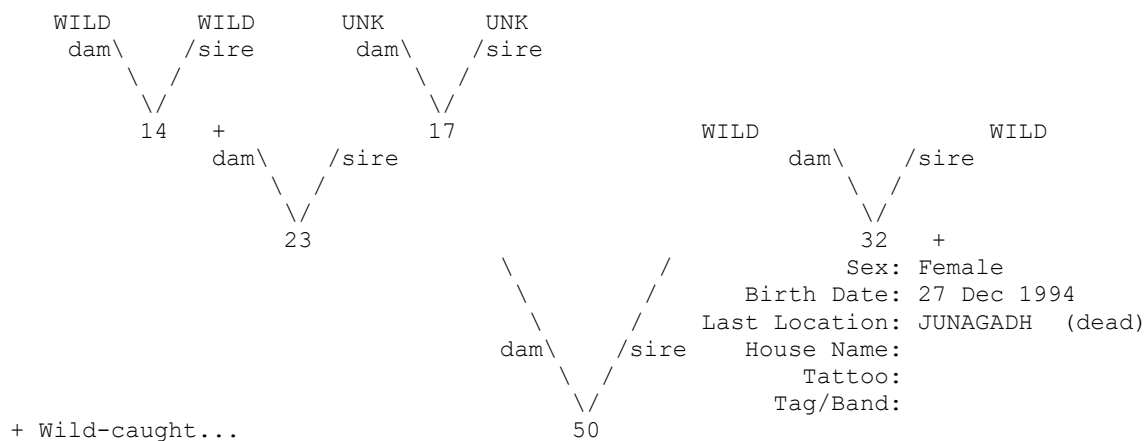 WILD        WILD        UNK        UNK
     dam\      /sire         dam\      /sire
         \    /                  \    /
          \  /                    \  /
           \/                      \/
           14   +                  17                    WILD                   WILD
                 dam\      /sire                                dam\      /sire
                     \    /                                         \    /
                      \  /                                           \  /
                       \/                                             \/
                       23                                             32   +
                                         \            /              Sex: Female
                                          \          /       Birth Date: 27 Dec 1994
                                           \        /     Last Location: JUNAGADH  (dead)
                                         dam\      /sire     House Name:
                                             \    /              Tattoo:
                                              \/               Tag/Band:
+ Wild-caught...                              50